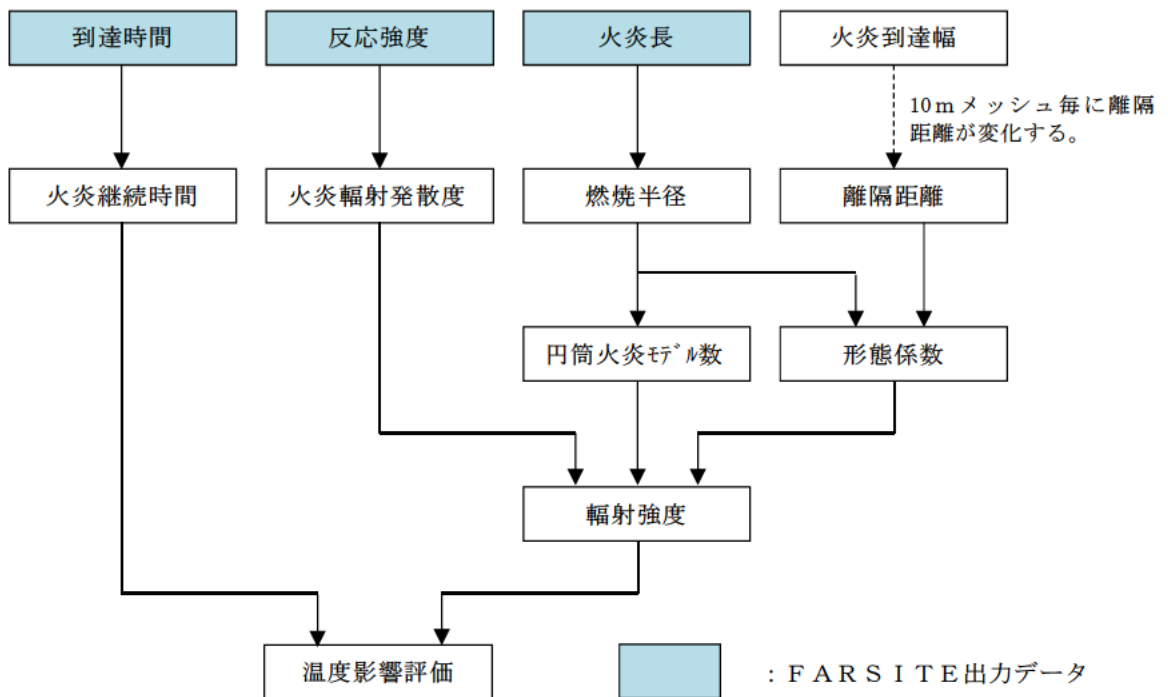 到達時間
反応強度
火炎長
火炎到達幅
10mメッシュ毎に離隔
距離が変化する。
火炎継続時間
火炎輻射発散度
燃焼半径
離隔距離
円筒火炎ﾓﾃﾞﾙ数
形態係数
輻射強度
温度影響評価
：ＦＡＲＳＩＴＥ出力データ